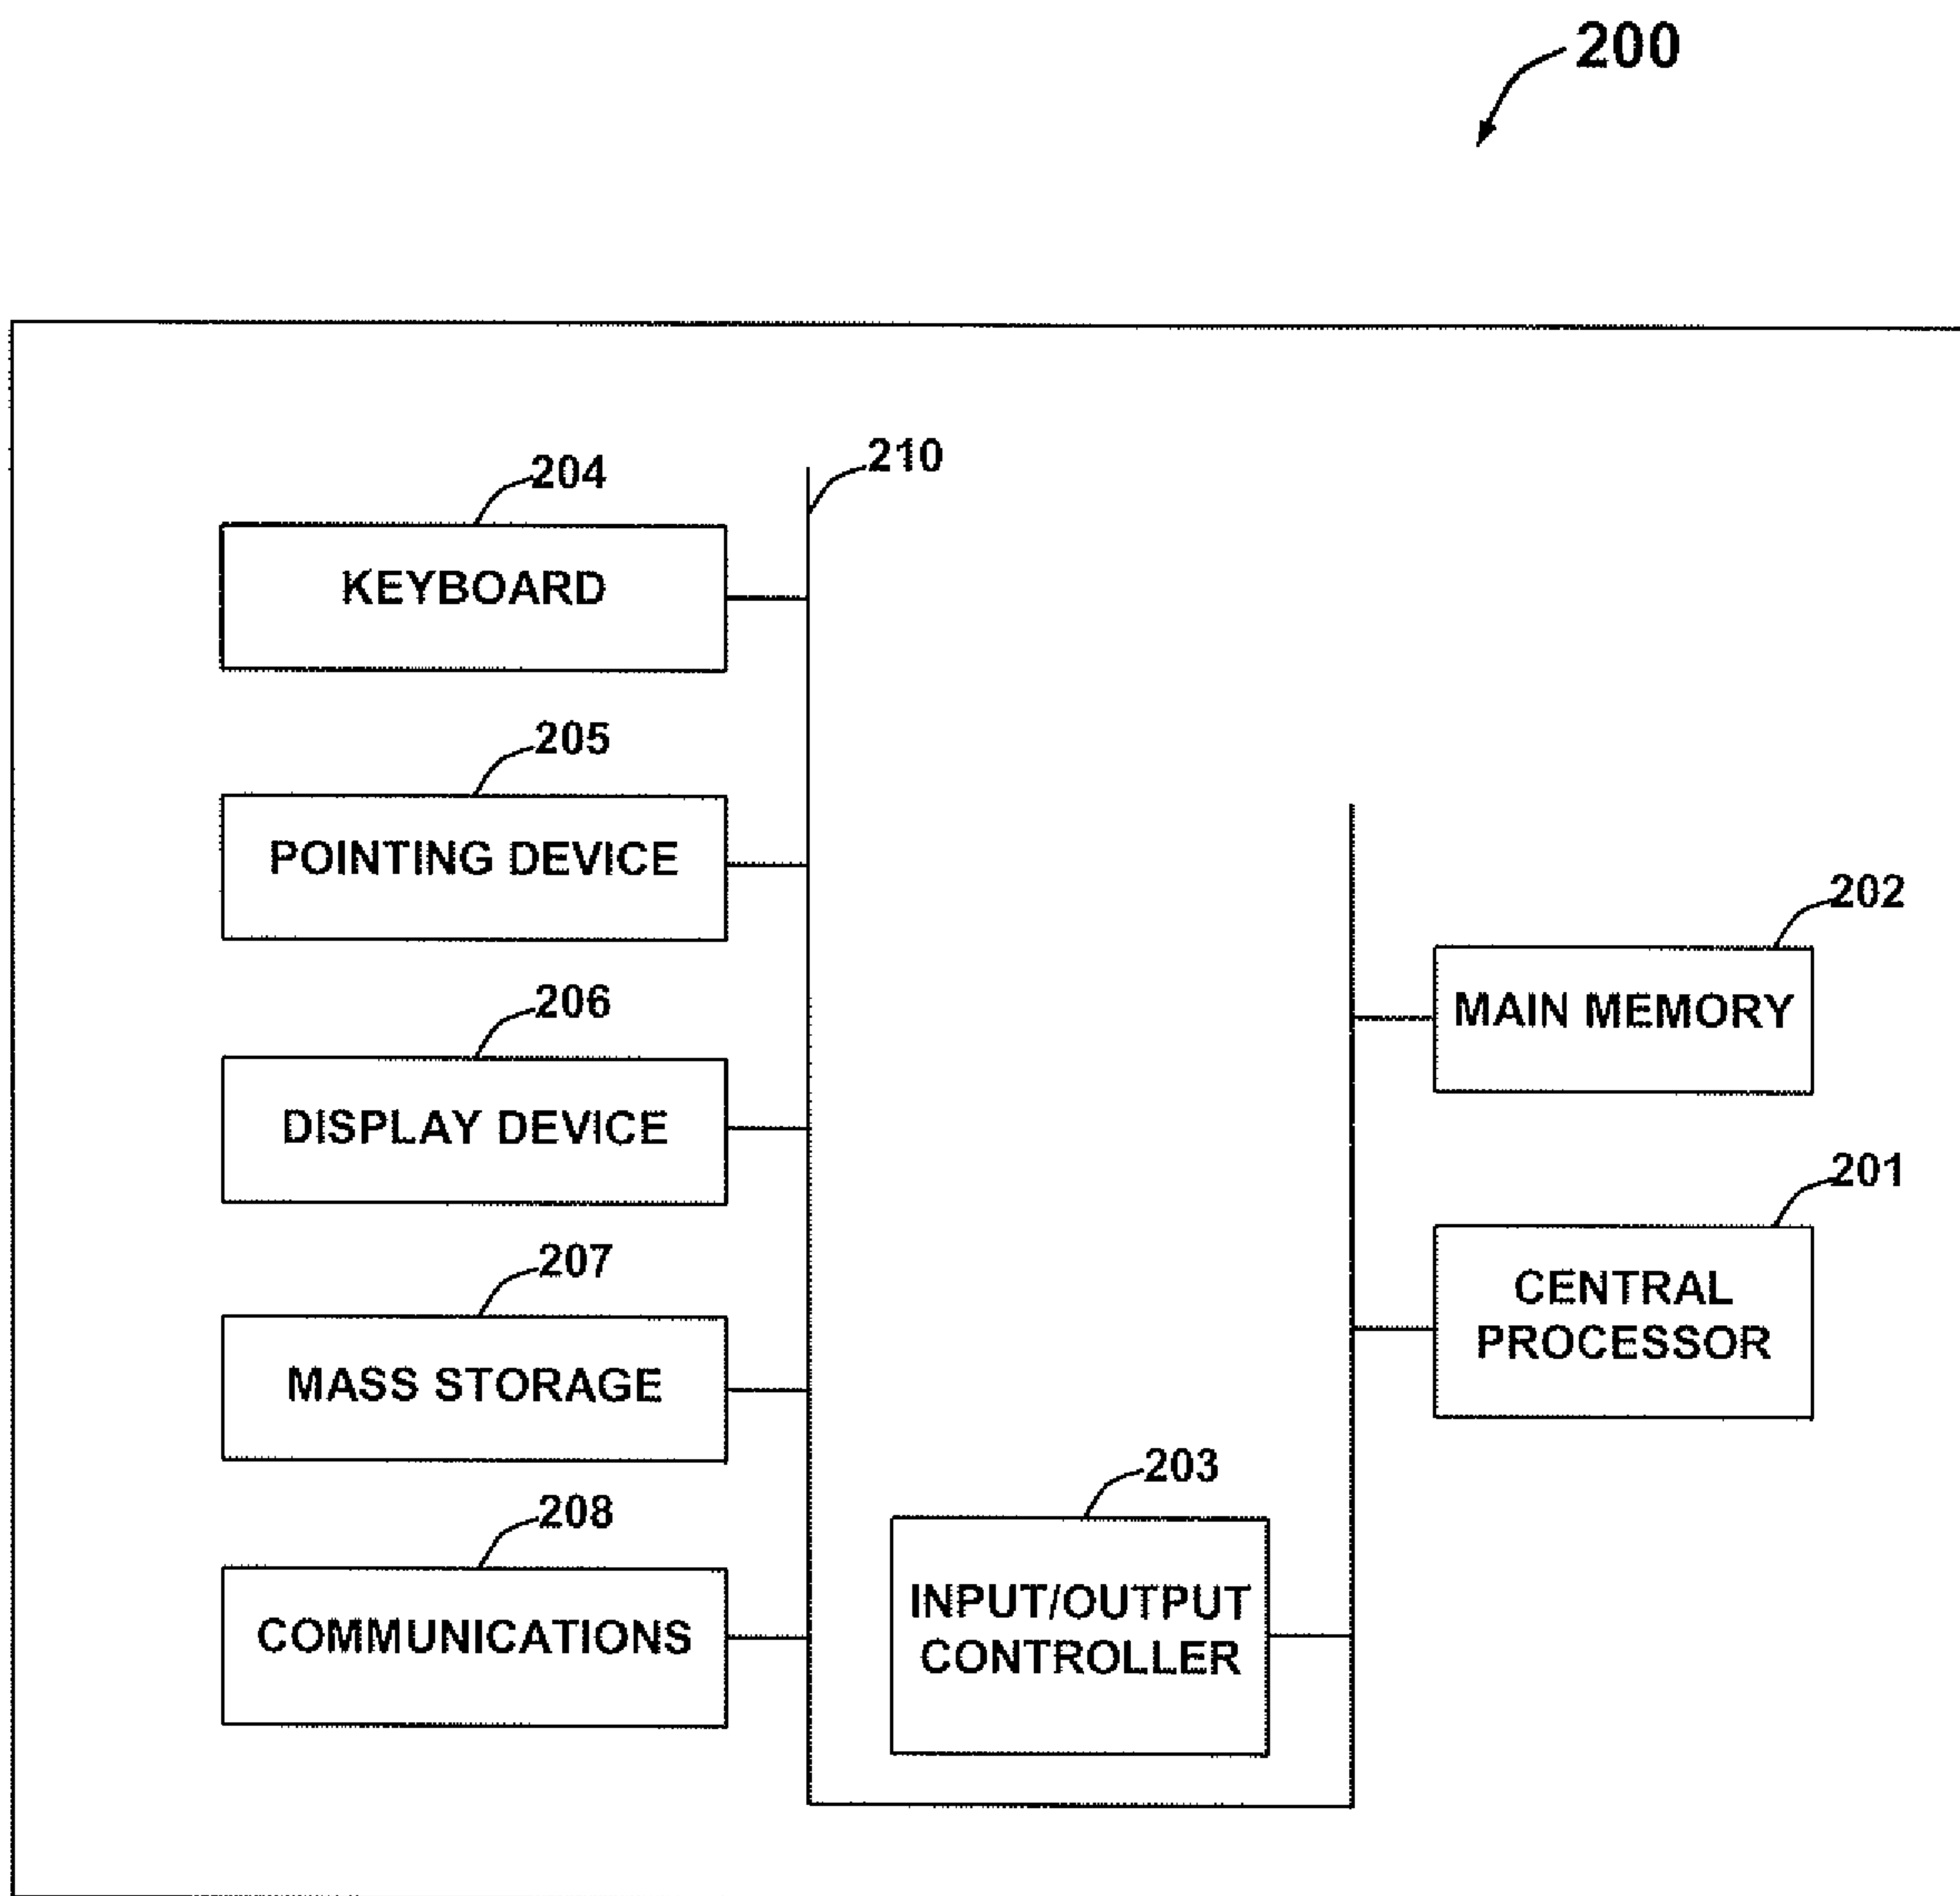 200
210
204
KEYBOARD
205
POINTING DEVICE
206
DISPLAY DEVICE
207
MASS STORAGE
208
COMMUNICATIONS
203
INPUT/OUTPUT
CONTROLLER
202
MAIN MEMORY
201
CENTRAL
PROCESSOR